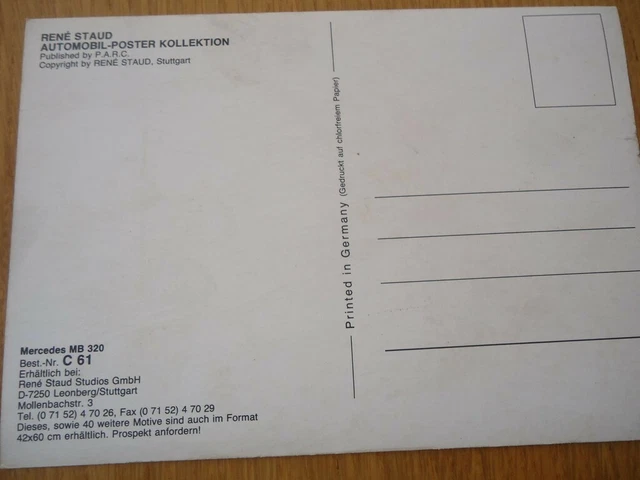 RENÉ STAUD
AUTOMOBIL-POSTER KOLLEKTION
Published by P.A.R.C.
Copyright by RENÉ STAUD, Stuttgart
Printed in Germany (Gedruckt auf chlorfreiem Papier)
Mercedes MB 320
Best.-Nr. C 61
Erhältlich bei:
René Staud Studios GmbH
D-7250 Leonberg/Stuttgart
Mollenbachstr. 3
Tel. (0 71 52) 4 70 26, Fax (0 71 52) 4 70 29
Dieses, sowie 40 weitere Motive sind auch im Format
42x60 cm erhältlich. Prospekt anfordern!